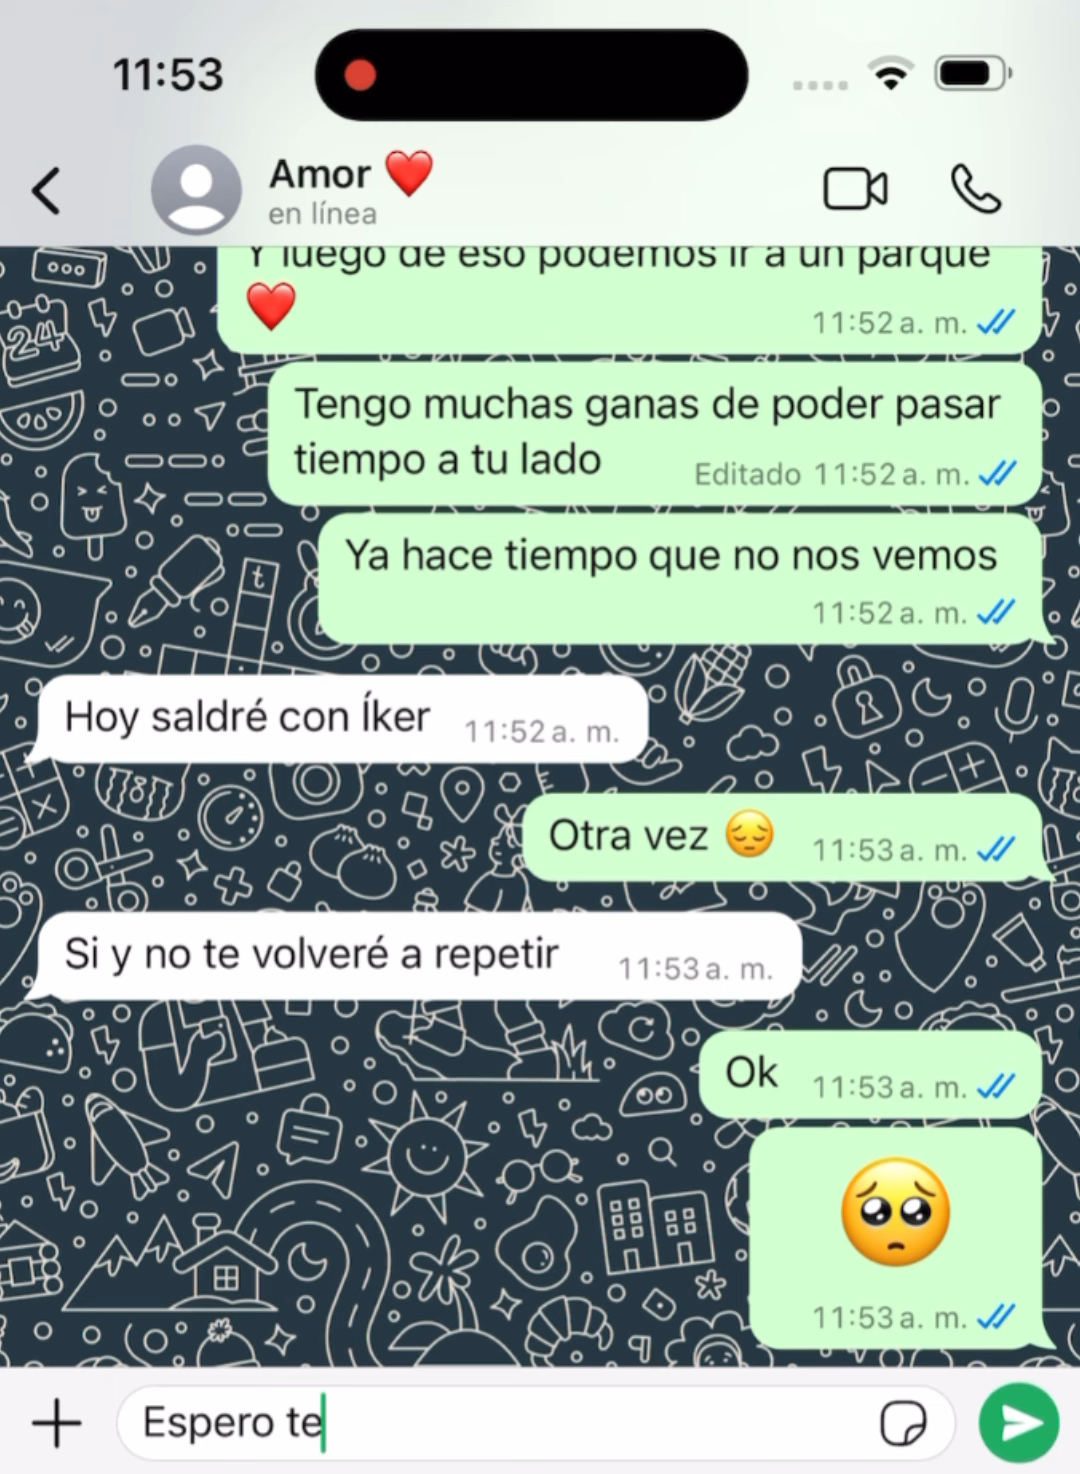 11:53
Amor ❤️
en línea
Y luego de eso podemos ir a un parque
❤️
11:52 a. m.
Tengo muchas ganas de poder pasar
tiempo a tu lado
Editado 11:52 a. m.
Ya hace tiempo que no nos vemos
11:52 a. m.
Hoy saldré con Íker 11:52 a. m.
Otra vez 😔 11:53 a. m.
Si y no te volveré a repetir 11:53 a. m.
Ok 11:53 a. m.
🥺
11:53 a. m.
Espero te
24
t